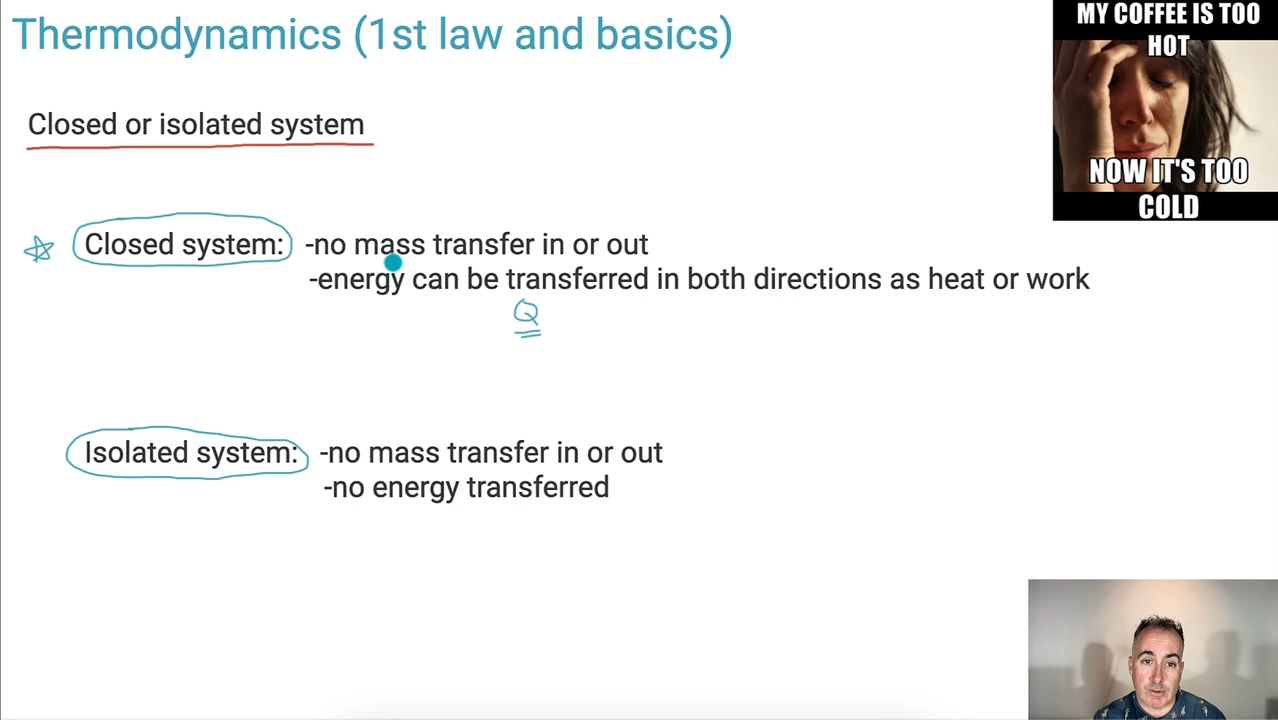 Thermodynamics (1st law and basics)
MY COFFEE IS TOO
HOT
NOW IT'S TOO
COLD
Closed or isolated system
Closed system: -no mass transfer in or out
-energy can be transferred in both directions as heat or work
Q
Isolated system: -no mass transfer in or out
-no energy transferred